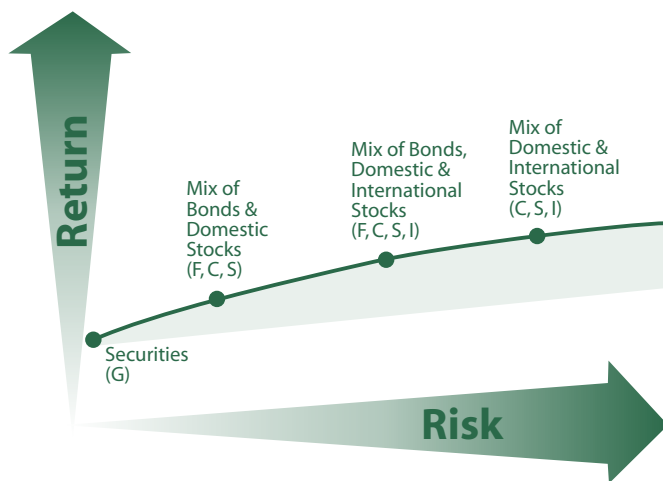 Return
Mix of
Bonds &
Domestic
Stocks
(F, C, S)
Mix of Bonds,
Domestic &
International
Stocks
(F, C, S, I)
Mix of
Domestic &
International
Stocks
(C, S, I)
Securities
(G)
Risk